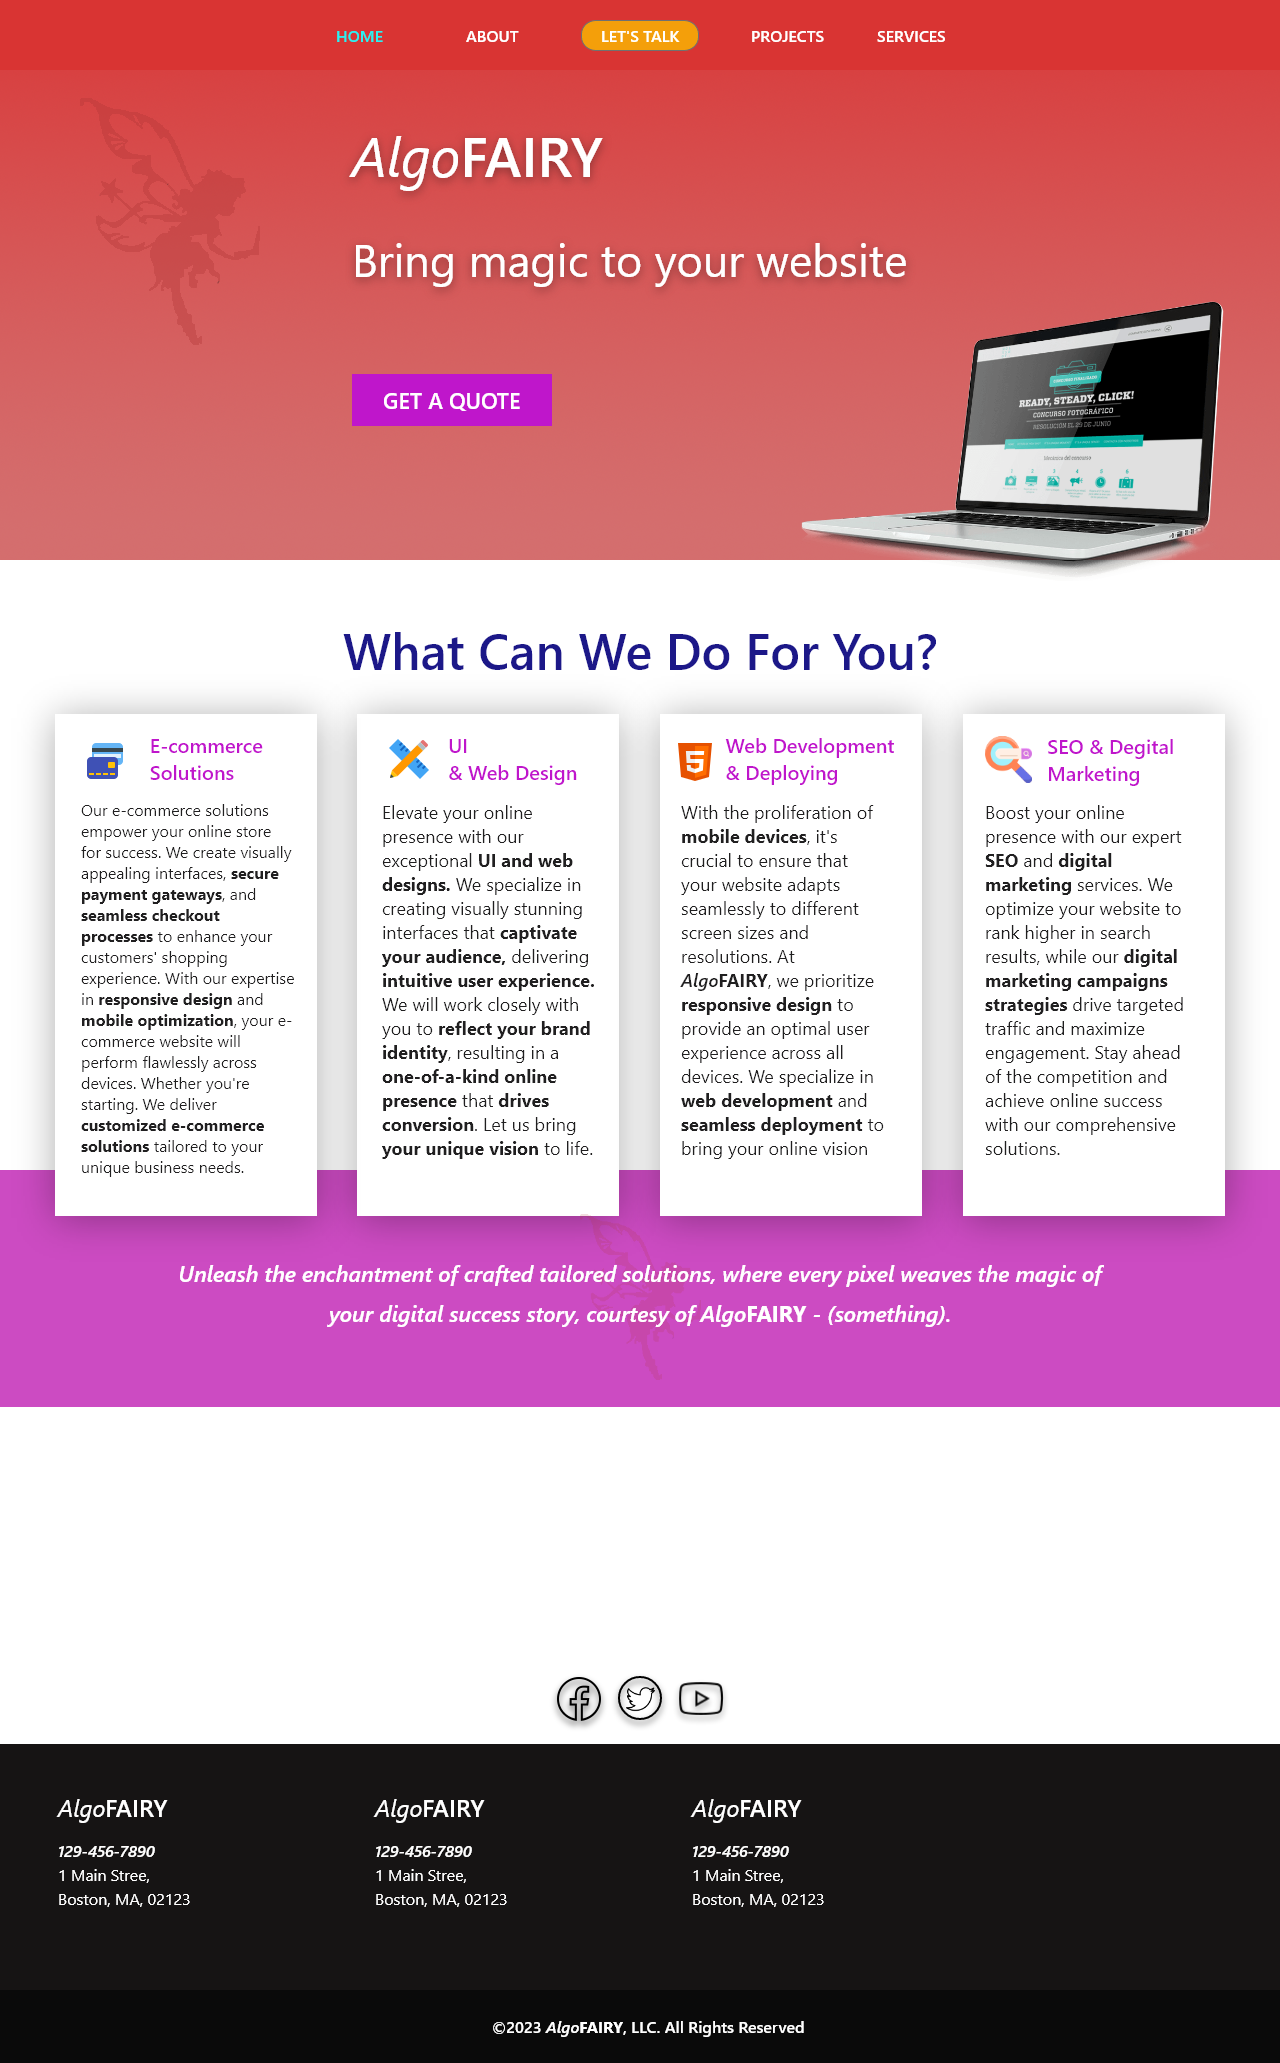 HOME ABOUT LET'S TALK PROJECTS SERVICES
AlgoFAIRY
Bring magic to your website
GET A QUOTE
READY, STEADY, CLICK!
CONCURSO FOTOGRÁFICO
RESOLUCIÓN EL 29 DE JUNIO
What Can We Do For You?
E-commerce
Solutions
Our e-commerce solutions
empower your online store
for success. We create visually
appealing interfaces, secure
payment gateways, and
seamless checkout
processes to enhance your
customers' shopping
experience. With our expertise
in responsive design and
mobile optimization, your e-
commerce website will
perform flawlessly across
devices. Whether you're
starting. We deliver
customized e-commerce
solutions tailored to your
unique business needs.
UI
& Web Design
Elevate your online
presence with our
exceptional UI and web
designs. We specialize in
creating visually stunning
interfaces that captivate
your audience, delivering
intuitive user experience.
We will work closely with
you to reflect your brand
identity, resulting in a
one-of-a-kind online
presence that drives
conversion. Let us bring
your unique vision to life.
Web Development
& Deploying
With the proliferation of
mobile devices, it's
crucial to ensure that
your website adapts
seamlessly to different
screen sizes and
resolutions. At
AlgoFAIRY, we prioritize
responsive design to
provide an optimal user
experience across all
devices. We specialize in
web development and
seamless deployment to
bring your online vision
SEO & Degital
Marketing
Boost your online
presence with our expert
SEO and digital
marketing services. We
optimize your website to
rank higher in search
results, while our digital
marketing campaigns
strategies drive targeted
traffic and maximize
engagement. Stay ahead
of the competition and
achieve online success
with our comprehensive
solutions.
Unleash the enchantment of crafted tailored solutions, where every pixel weaves the magic of
your digital success story, courtesy of AlgoFAIRY - (something).
AlgoFAIRY
129-456-7890
1 Main Stree,
Boston, MA, 02123
AlgoFAIRY
129-456-7890
1 Main Stree,
Boston, MA, 02123
AlgoFAIRY
129-456-7890
1 Main Stree,
Boston, MA, 02123
©2023 AlgoFAIRY, LLC. All Rights Reserved